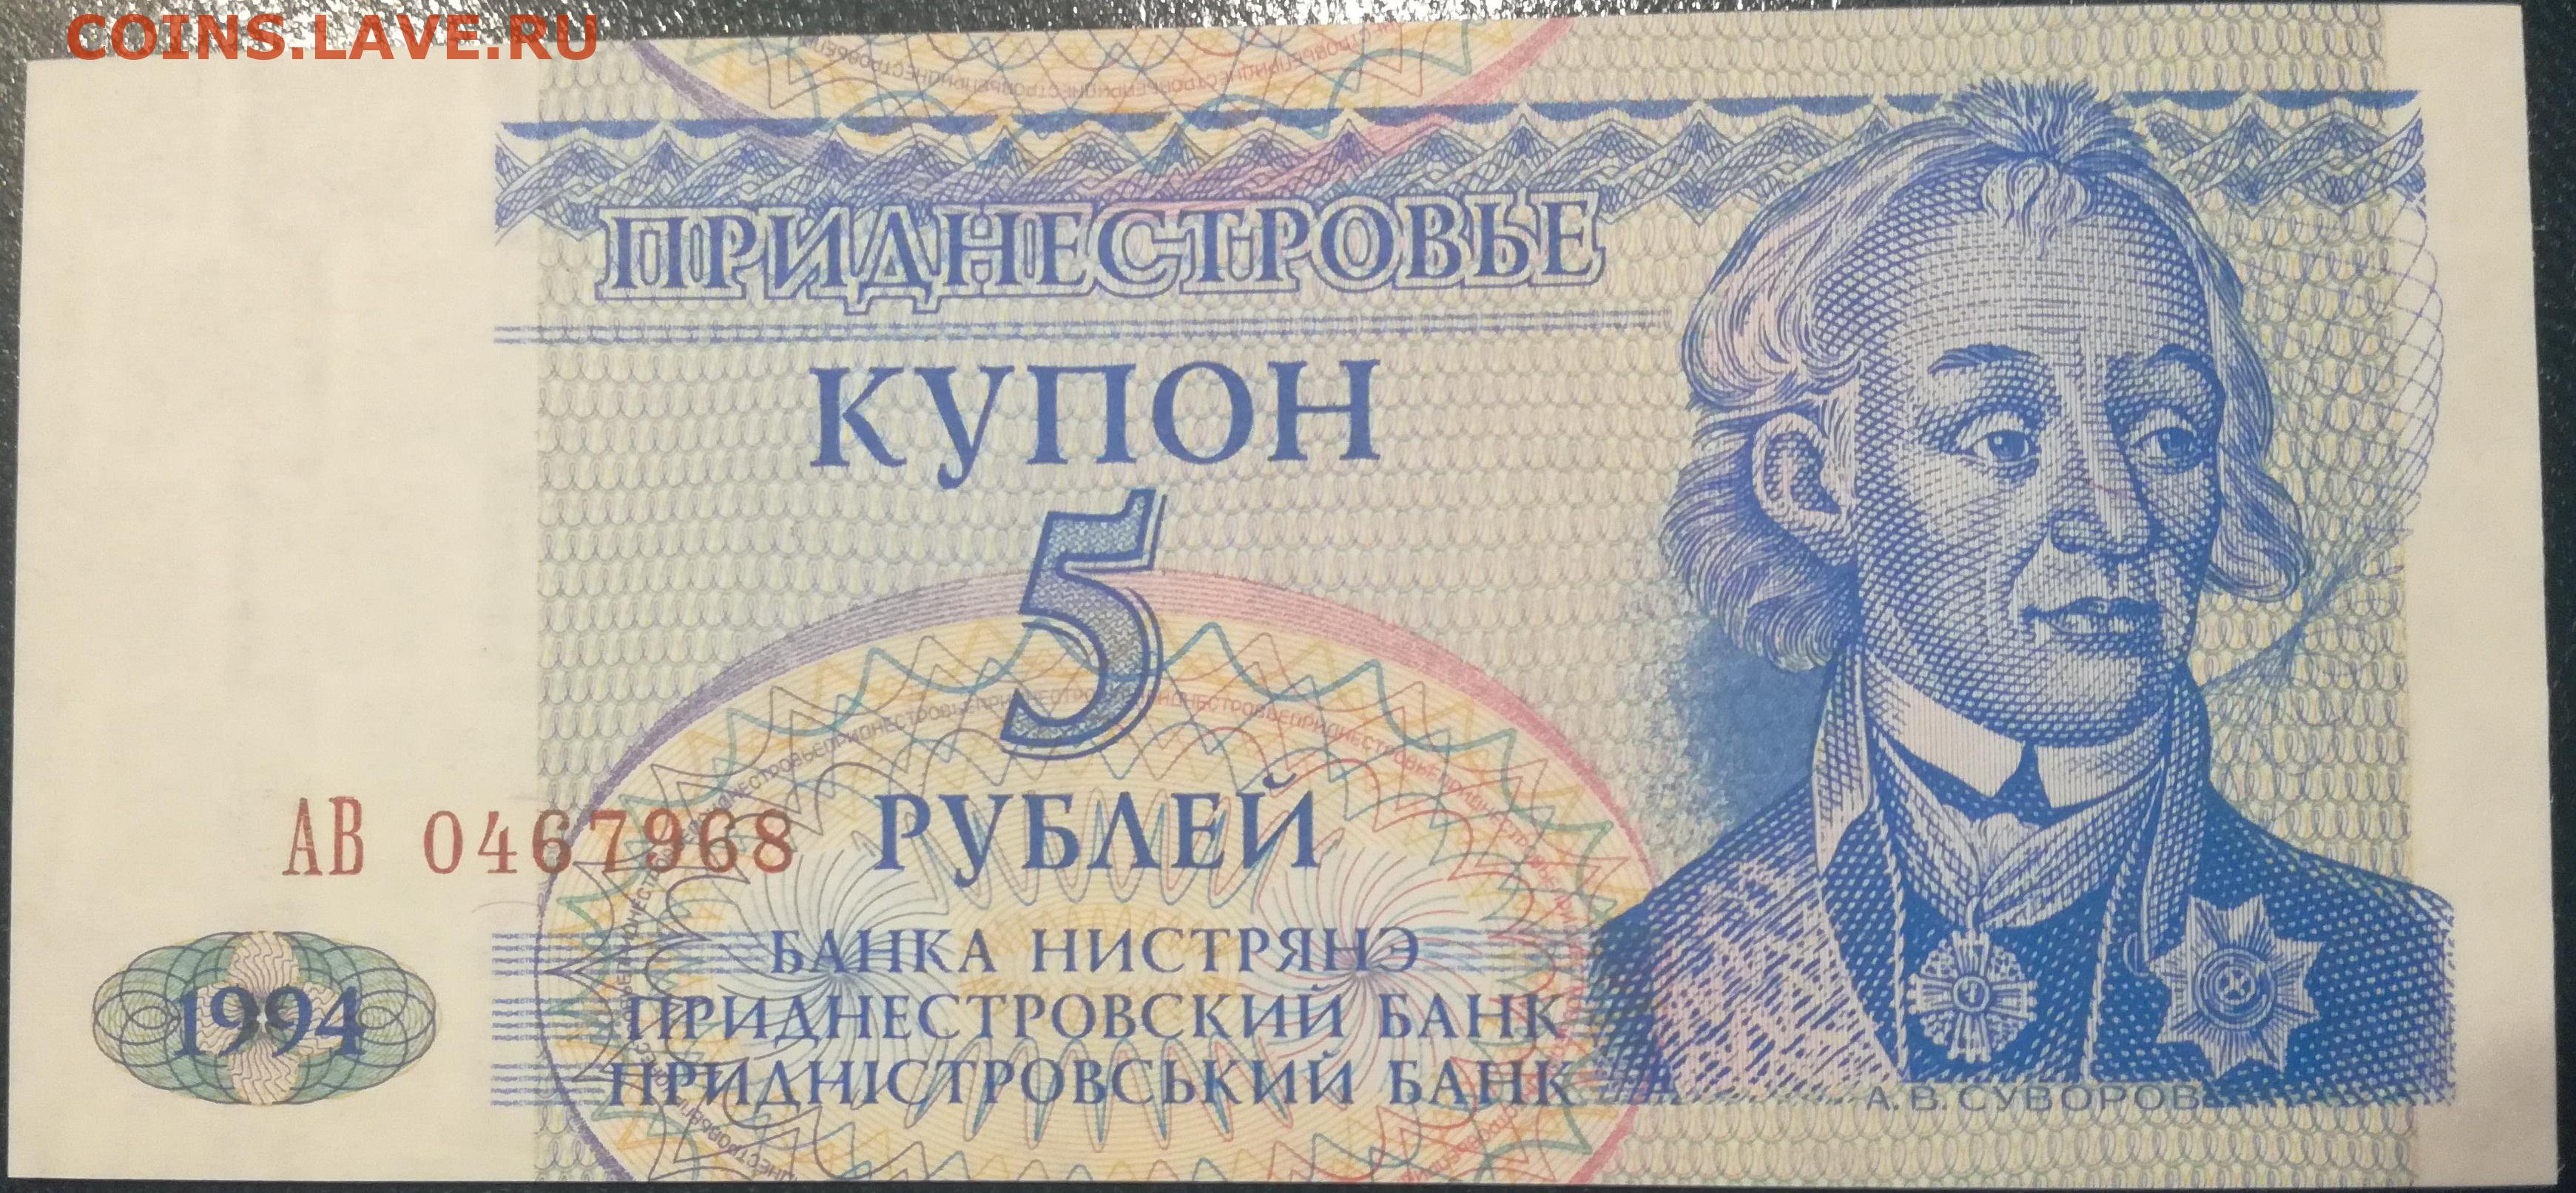 COINS.LAVE.RU
ПРИДНЕСТРОВЬЕ
КУПОН
5
РУБЛЕЙ
АВ 0467968
БАНКА НИСТРЯНЭ
ПРИДНЕСТРОВСКИЙ БАНК
ПРИДНІСТРОВСЬКИЙ БАНК
1994
А.В.СУВОРОВ